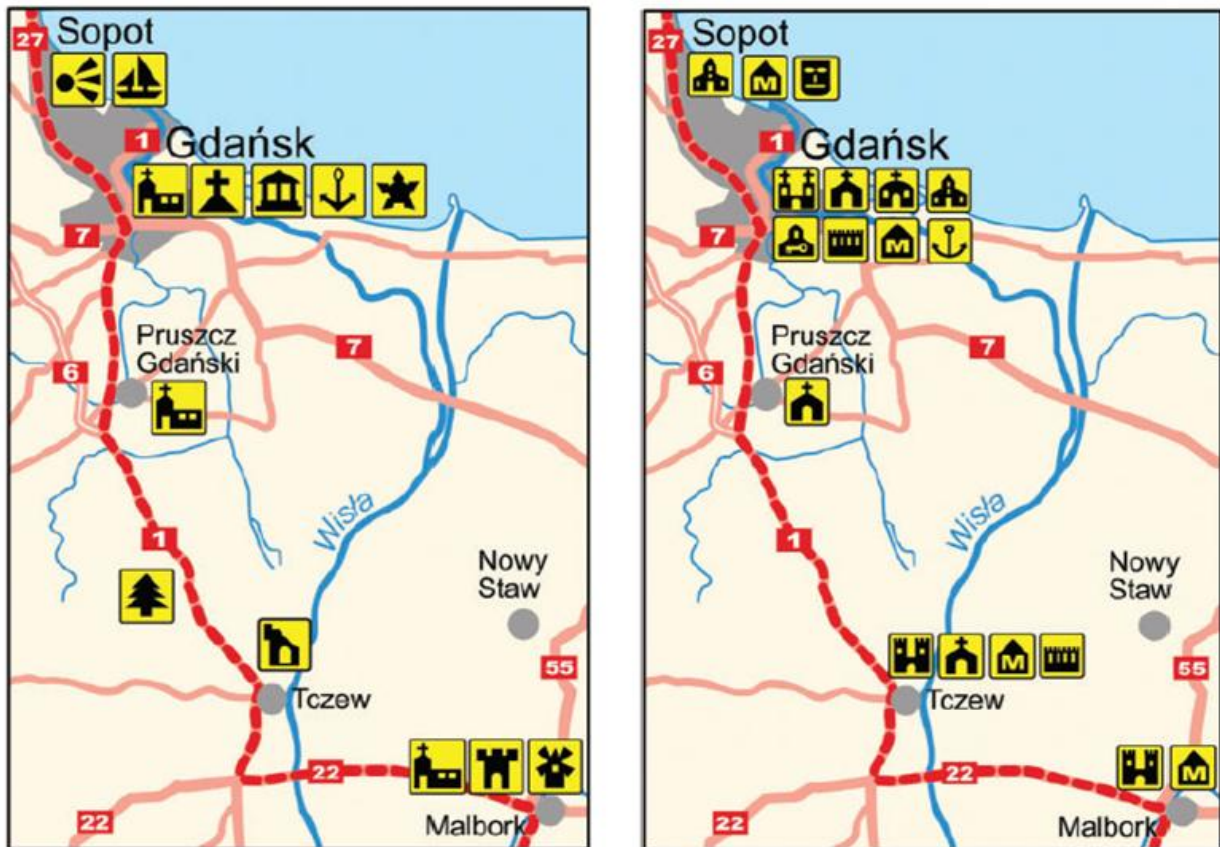 27
Sopot
1
Gdańsk
7
Pruszcz
Gdański
7
6
Wisła
1
Nowy
Staw
55
Tczew
22
22
Malbork
27
Sopot
M
1
Gdańsk
7
M
Pruszcz
Gdański
7
6
Wisła
1
Nowy
Staw
M
55
Tczew
M
22
22
Malbork